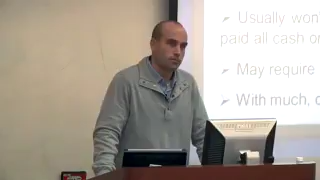 ➢ Usually won'
paid all cash or
➢ May require
➢ With much, c